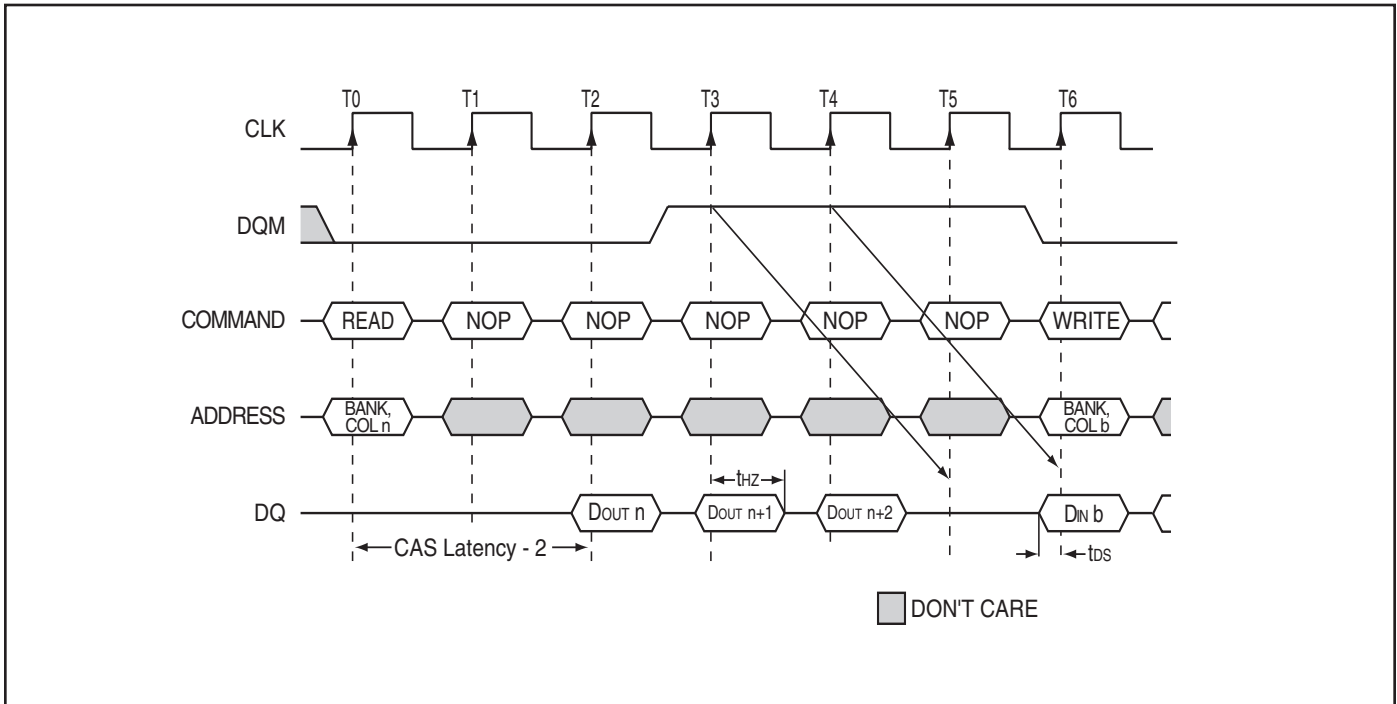 T0 T1 T2 T3 T4 T5 T6
CLK
DQM
COMMAND READ NOP NOP NOP NOP NOP WRITE
ADDRESS BANK, COL n BANK, COL b
tHZ
DQ DOUT n DOUT n+1 DOUT n+2 DIN b
CAS Latency - 2 tDS
DON'T CARE